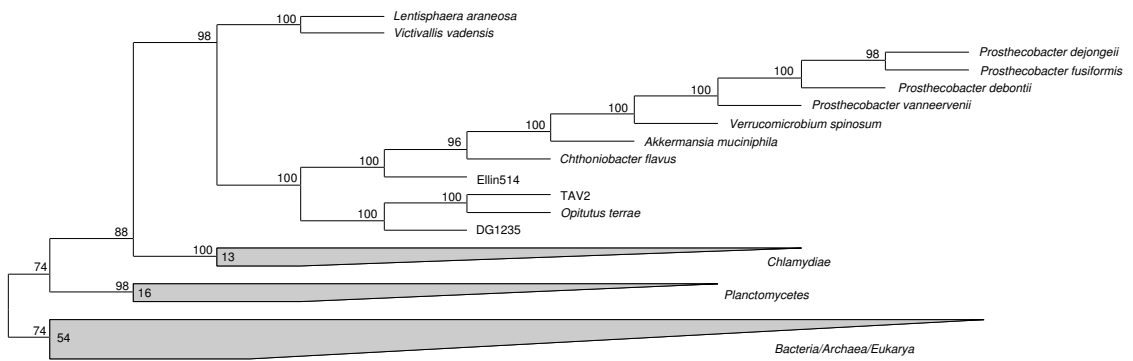 100 Lentisphaera araneosa
98 Victivallis vadensis
98 Prosthecobacter dejongeii
100 Prosthecobacter fusiformis
100 Prosthecobacter debontii
100 Prosthecobacter vanneervenii
100 Verrucomicrobium spinosum
96 Akkermansia muciniphila
100 Chthoniobacter flavus
100 Ellin514
100 TAV2
100 Opitutus terrae
DG1235
88
100 13 Chlamydiae
74
98 16 Planctomycetes
74 54 Bacteria/Archaea/Eukarya